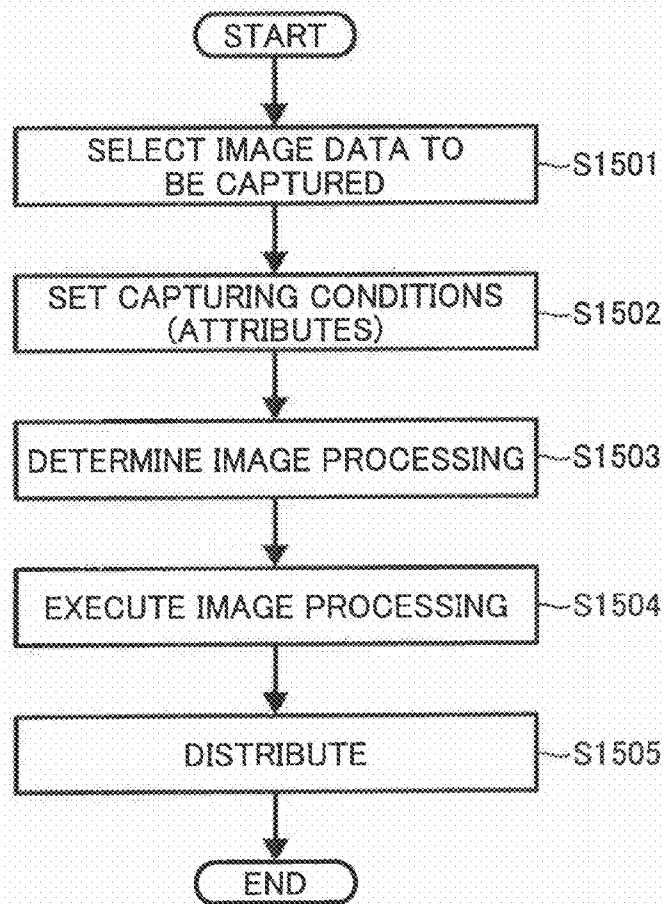 START
SELECT IMAGE DATA TO
BE CAPTURED
S1501
SET CAPTURING CONDITIONS
(ATTRIBUTES)
S1502
DETERMINE IMAGE PROCESSING
S1503
EXECUTE IMAGE PROCESSING
S1504
DISTRIBUTE
S1505
END